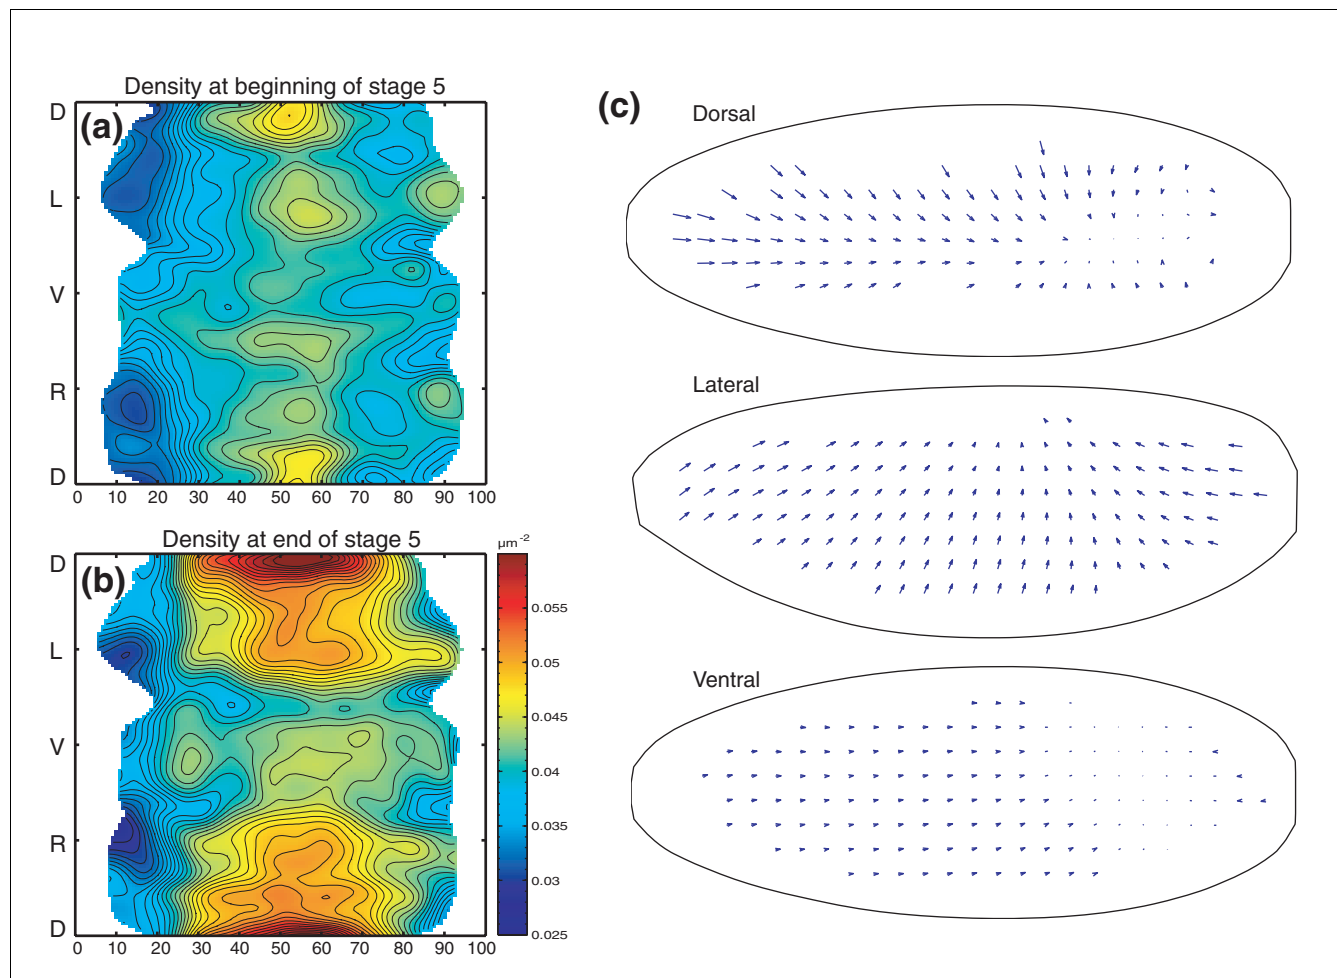 Density at beginning of stage 5
(a)
D
L
V
R
D
0 10 20 30 40 50 60 70 80 90 100
Density at end of stage 5
(b)
D
L
V
R
D
0 10 20 30 40 50 60 70 80 90 100
µm⁻²
0.055
0.05
0.045
0.04
0.035
0.03
0.025
(c)
Dorsal
Lateral
Ventral